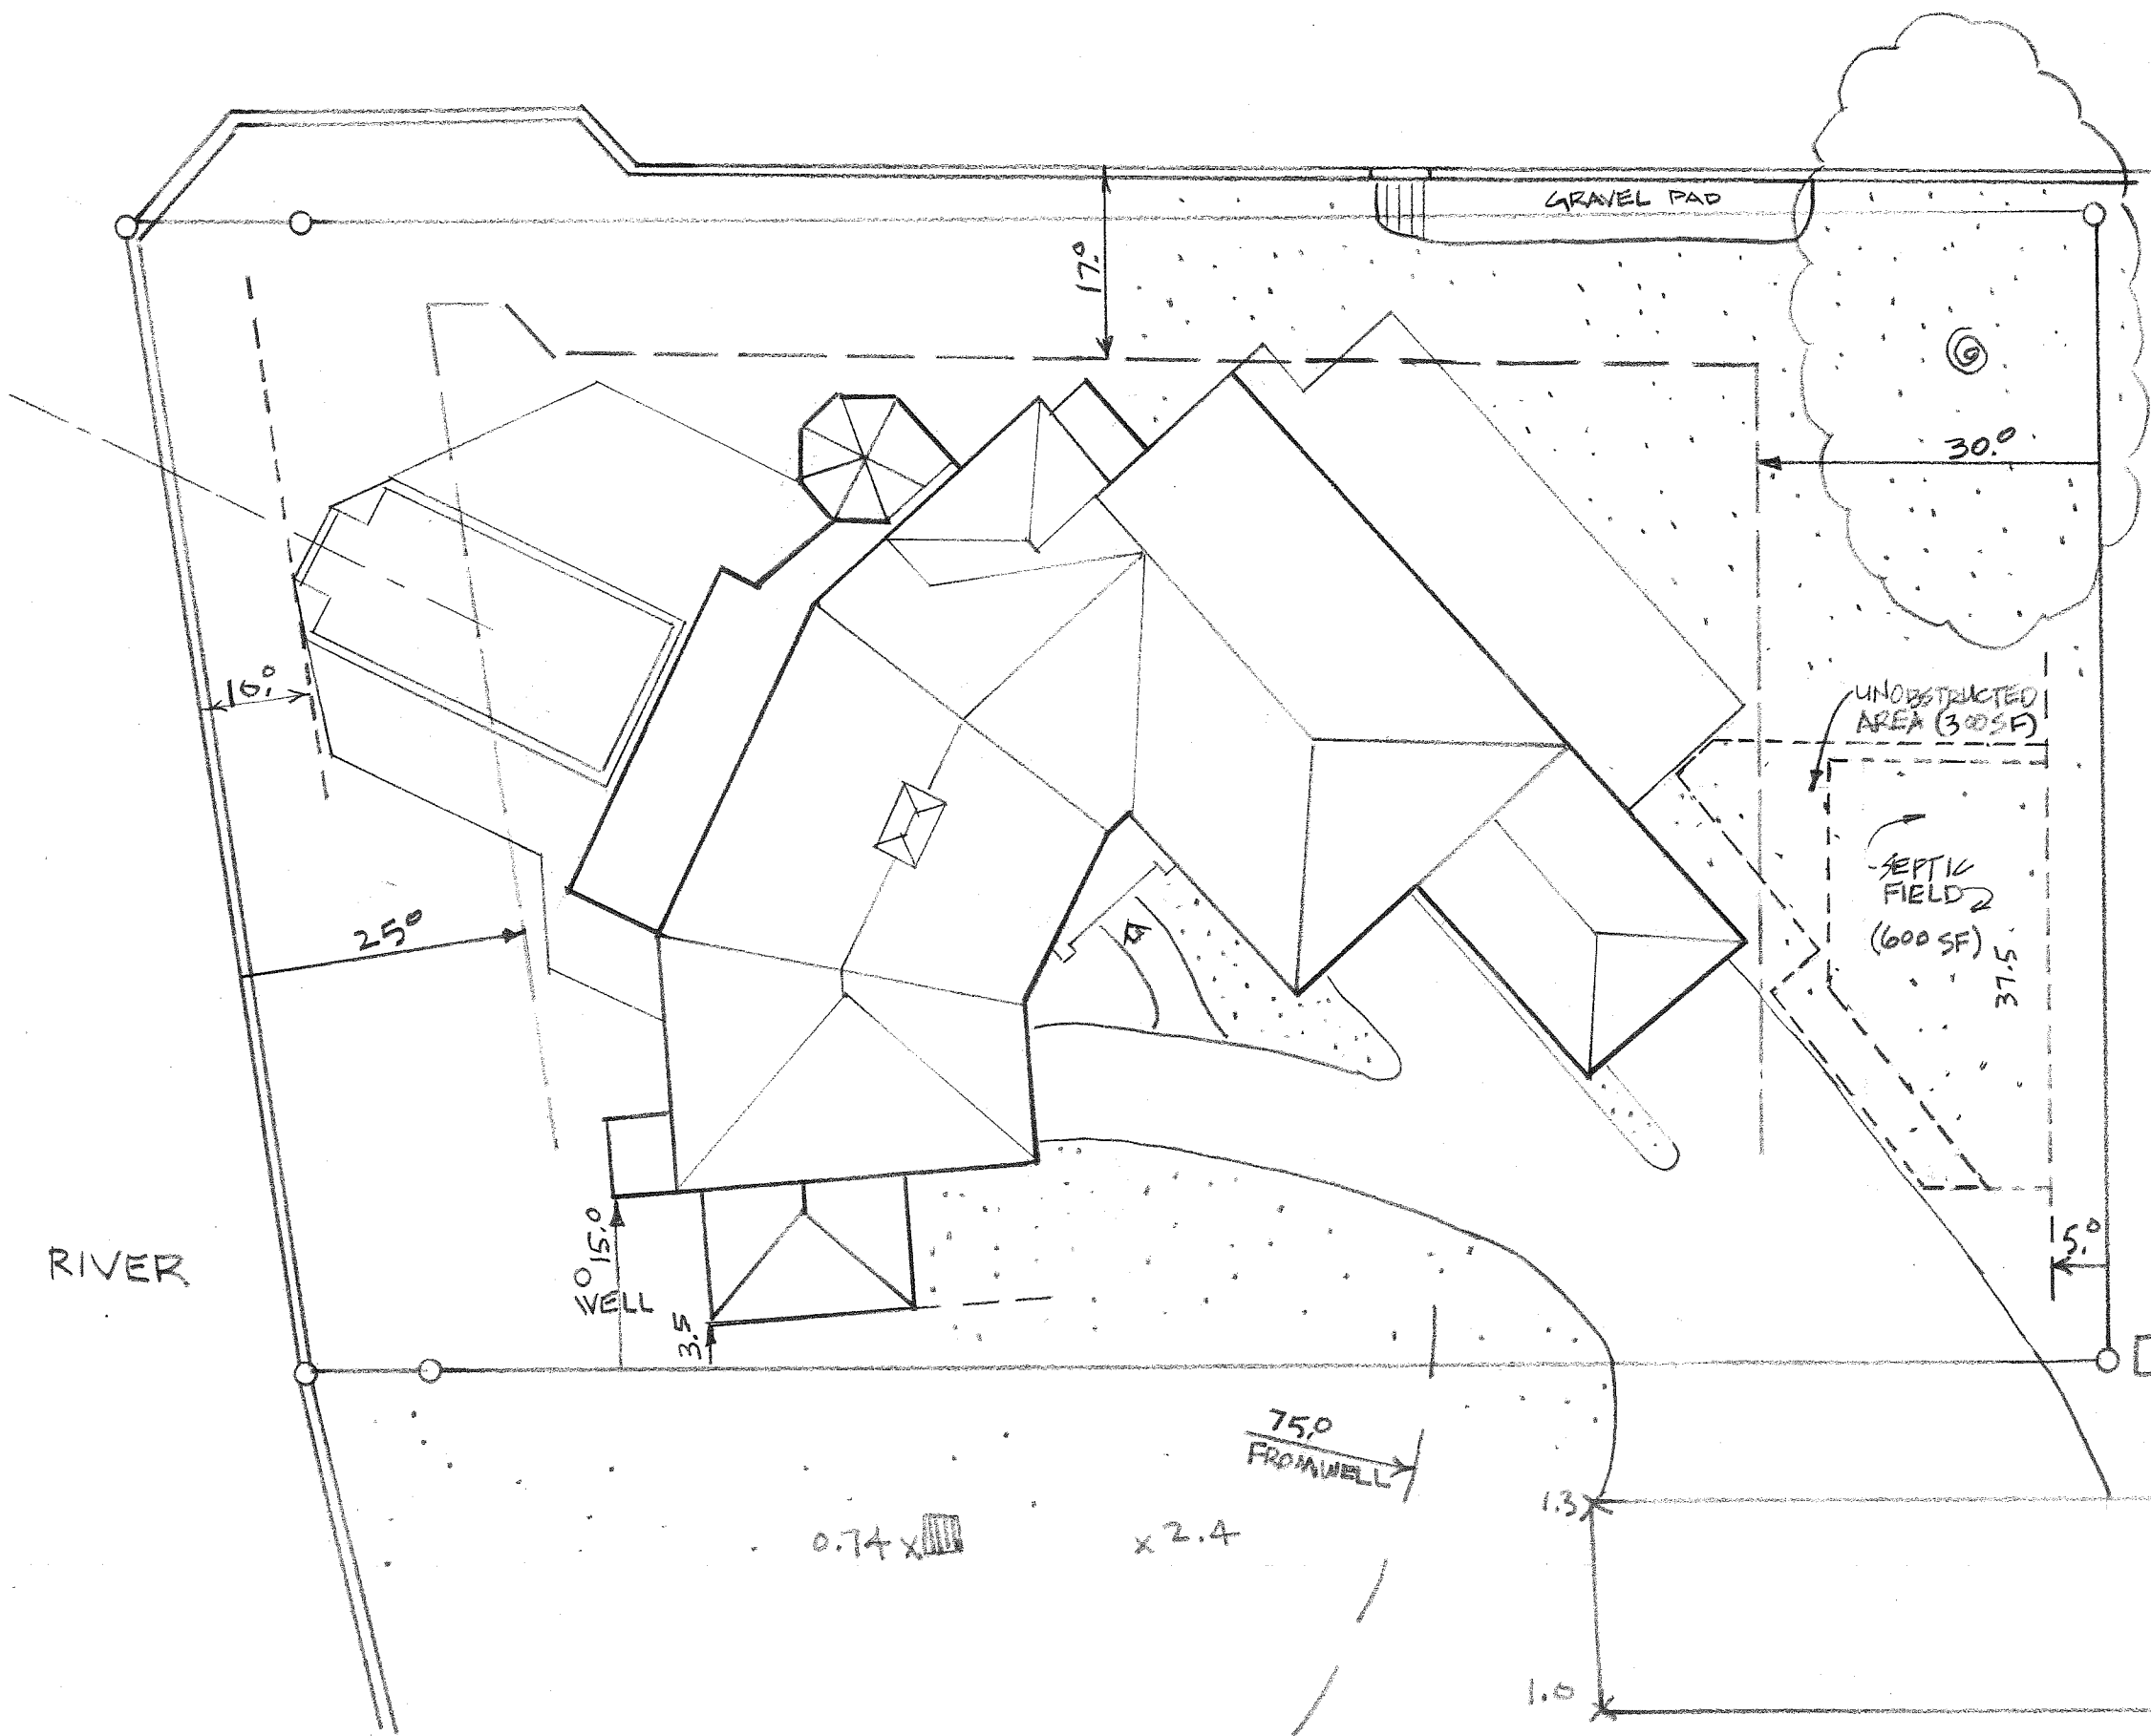 GRAVEL PAD
17.0
30.0
UNOBSTRUCTED
AREA (300 SF)
10.0
SEPTIC
FIELD
(600 SF)
37.5
25.0
RIVER
15.0
WELL
3.5
5.0
75.0
FROM WELL
1.3
0.74 x
x 2.4
1.0